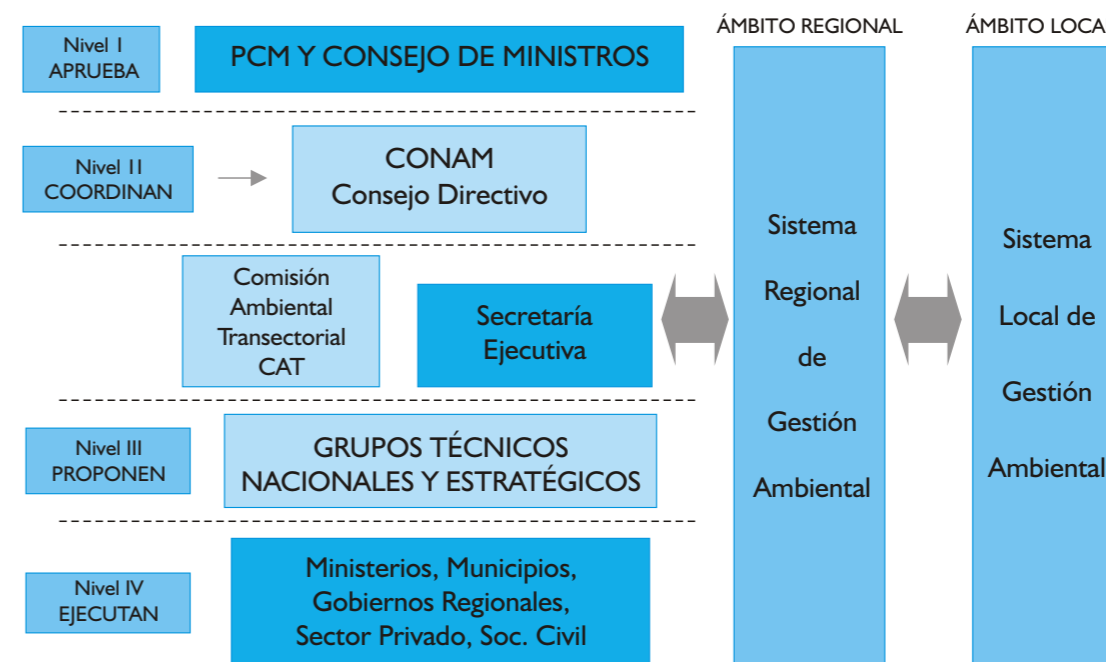 Nivel I
APRUEBA
PCM Y CONSEJO DE MINISTROS
Nivel II
COORDINAN
CONAM
Consejo Directivo
Comisión
Ambiental
Transectorial
CAT
Secretaría
Ejecutiva
Nivel III
PROPONEN
GRUPOS TÉCNICOS
NACIONALES Y ESTRATÉGICOS
Nivel IV
EJECUTAN
Ministerios, Municipios,
Gobiernos Regionales,
Sector Privado, Soc. Civil
ÁMBITO REGIONAL
Sistema
Regional
de
Gestión
Ambiental
ÁMBITO LOCA
Sistema
Local de
Gestión
Ambiental